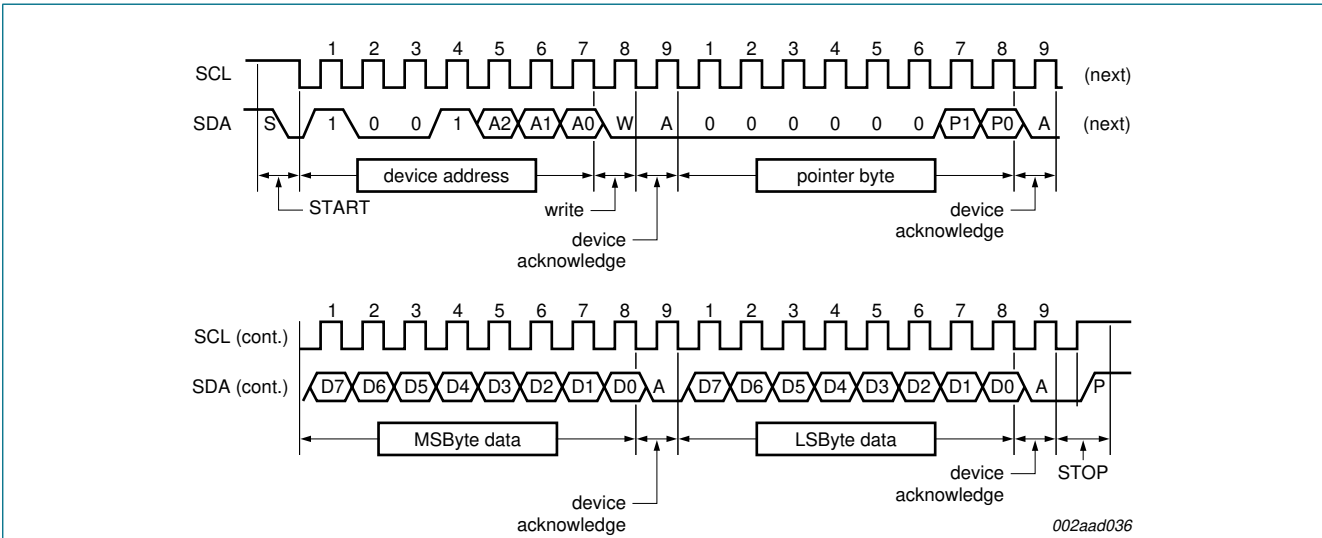 1 2 3 4 5 6 7 8 9 1 2 3 4 5 6 7 8 9
SCL (next)
SDA S 1 0 0 1 A2 A1 A0 W A 0 0 0 0 0 0 P1 P0 A (next)
device address pointer byte
START write device
device acknowledge
acknowledge
1 2 3 4 5 6 7 8 9 1 2 3 4 5 6 7 8 9
SCL (cont.)
SDA (cont.) D7 D6 D5 D4 D3 D2 D1 D0 A D7 D6 D5 D4 D3 D2 D1 D0 A P
MSByte data LSByte data
device STOP
acknowledge
device
acknowledge
002aad036